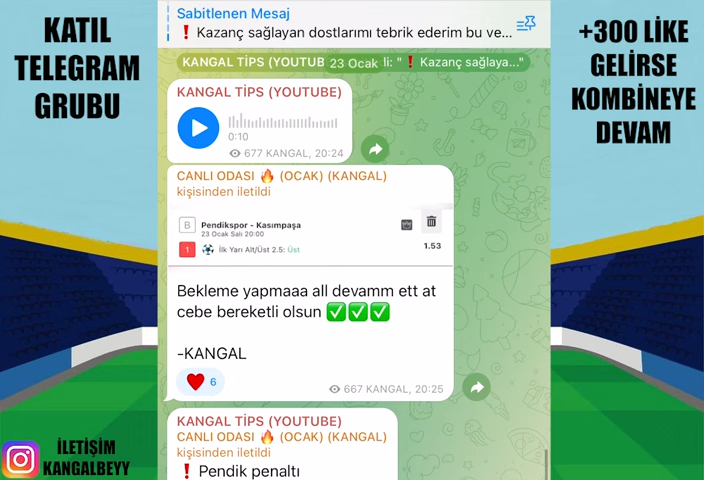 KATIL
TELEGRAM
GRUBU
Sabitlenen Mesaj
❗ Kazanç sağlayan dostlarımı tebrik ederim bu ve...
+300 LİKE
GELİRSE
KOMBİNEYE
DEVAM
KANGAL TİPS (YOUTUB
23 Ocak
li: "❗ Kazanç sağlaya..."
KANGAL TİPS (YOUTUBE)
0:10
677 KANGAL, 20:24
CANLI ODASI 🔥 (OCAK) (KANGAL)
kişisinden iletildi
B Pendikspor - Kasımpaşa
23 Ocak Salı 20:00
1 ⚽ İlk Yarı Alt/Üst 2.5: Üst 1.53
Bekleme yapmaaa all devamm ett at
cebe bereketli olsun ✅✅✅
-KANGAL
❤️ 6
667 KANGAL, 20:25
KANGAL TİPS (YOUTUBE)
CANLI ODASI 🔥 (OCAK) (KANGAL)
kişisinden iletildi
❗ Pendik penaltı
İLETİŞİM
KANGALBEYY